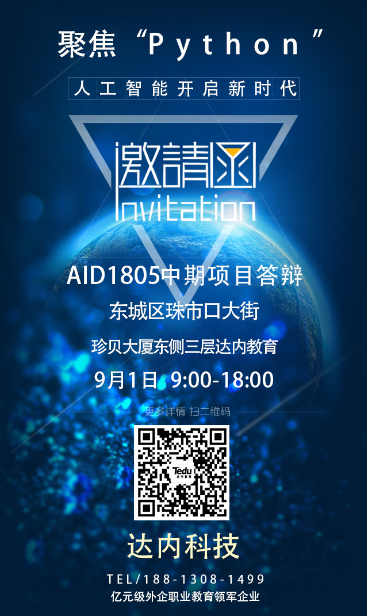 聚焦“Python”
人工智能开启新时代
邀請函
Invitation
AID1805中期项目答辩
东城区珠市口大街
珍贝大厦东侧三层达内教育
9月1日 9:00-18:00
更多详情 扫二维码
Tedu
达内科技
TEL/188-1308-1499
亿元级外企职业教育领军企业